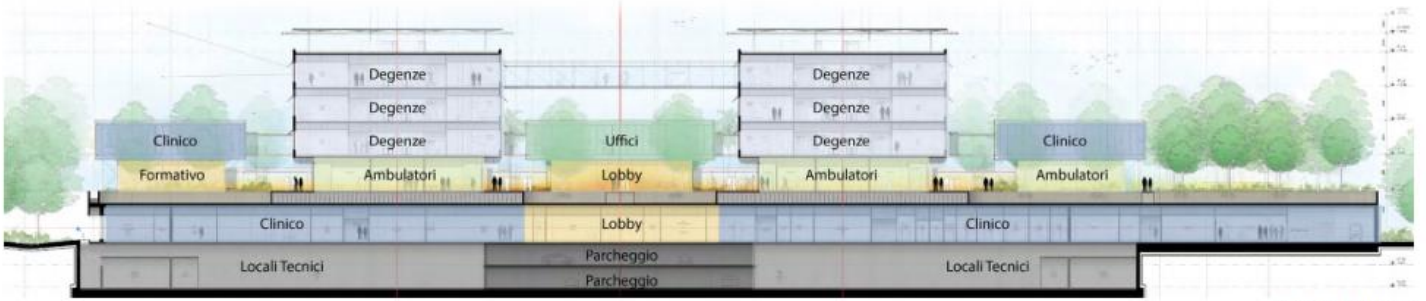 Degenze Degenze
Degenze Degenze
Clinico Degenze Uffici Degenze Clinico
Formativo Ambulatori Lobby Ambulatori Ambulatori
Clinico Lobby Clinico
Parcheggio
Locali Tecnici Locali Tecnici
Parcheggio